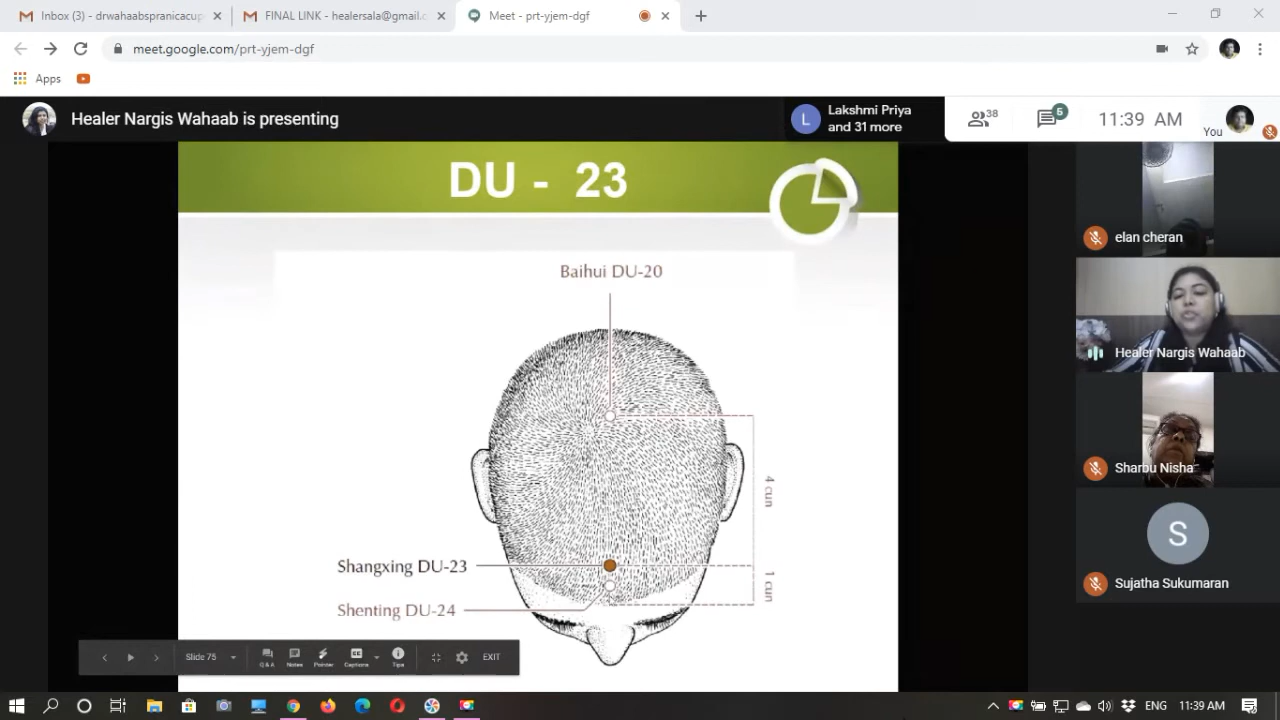 Inbox (3) - drwahaabspranicacup
FINAL LINK - healersala@gmail.c
Meet - prt-yjem-dgf
meet.google.com/prt-yjem-dgf
Apps
Healer Nargis Wahaab is presenting
L
Lakshmi Priya
and 31 more
38
5
11:39 AM
You
DU - 23
Baihui DU-20
4 cun
Shangxing DU-23
1 cun
Shenting DU-24
elan cheran
Healer Nargis Wahaab
Sharbu Nisha
S
Sujatha Sukumaran
Slide 75
Q & A
Notes
Pointer
CC
Captions
Tips
EXIT
ENG
11:39 AM